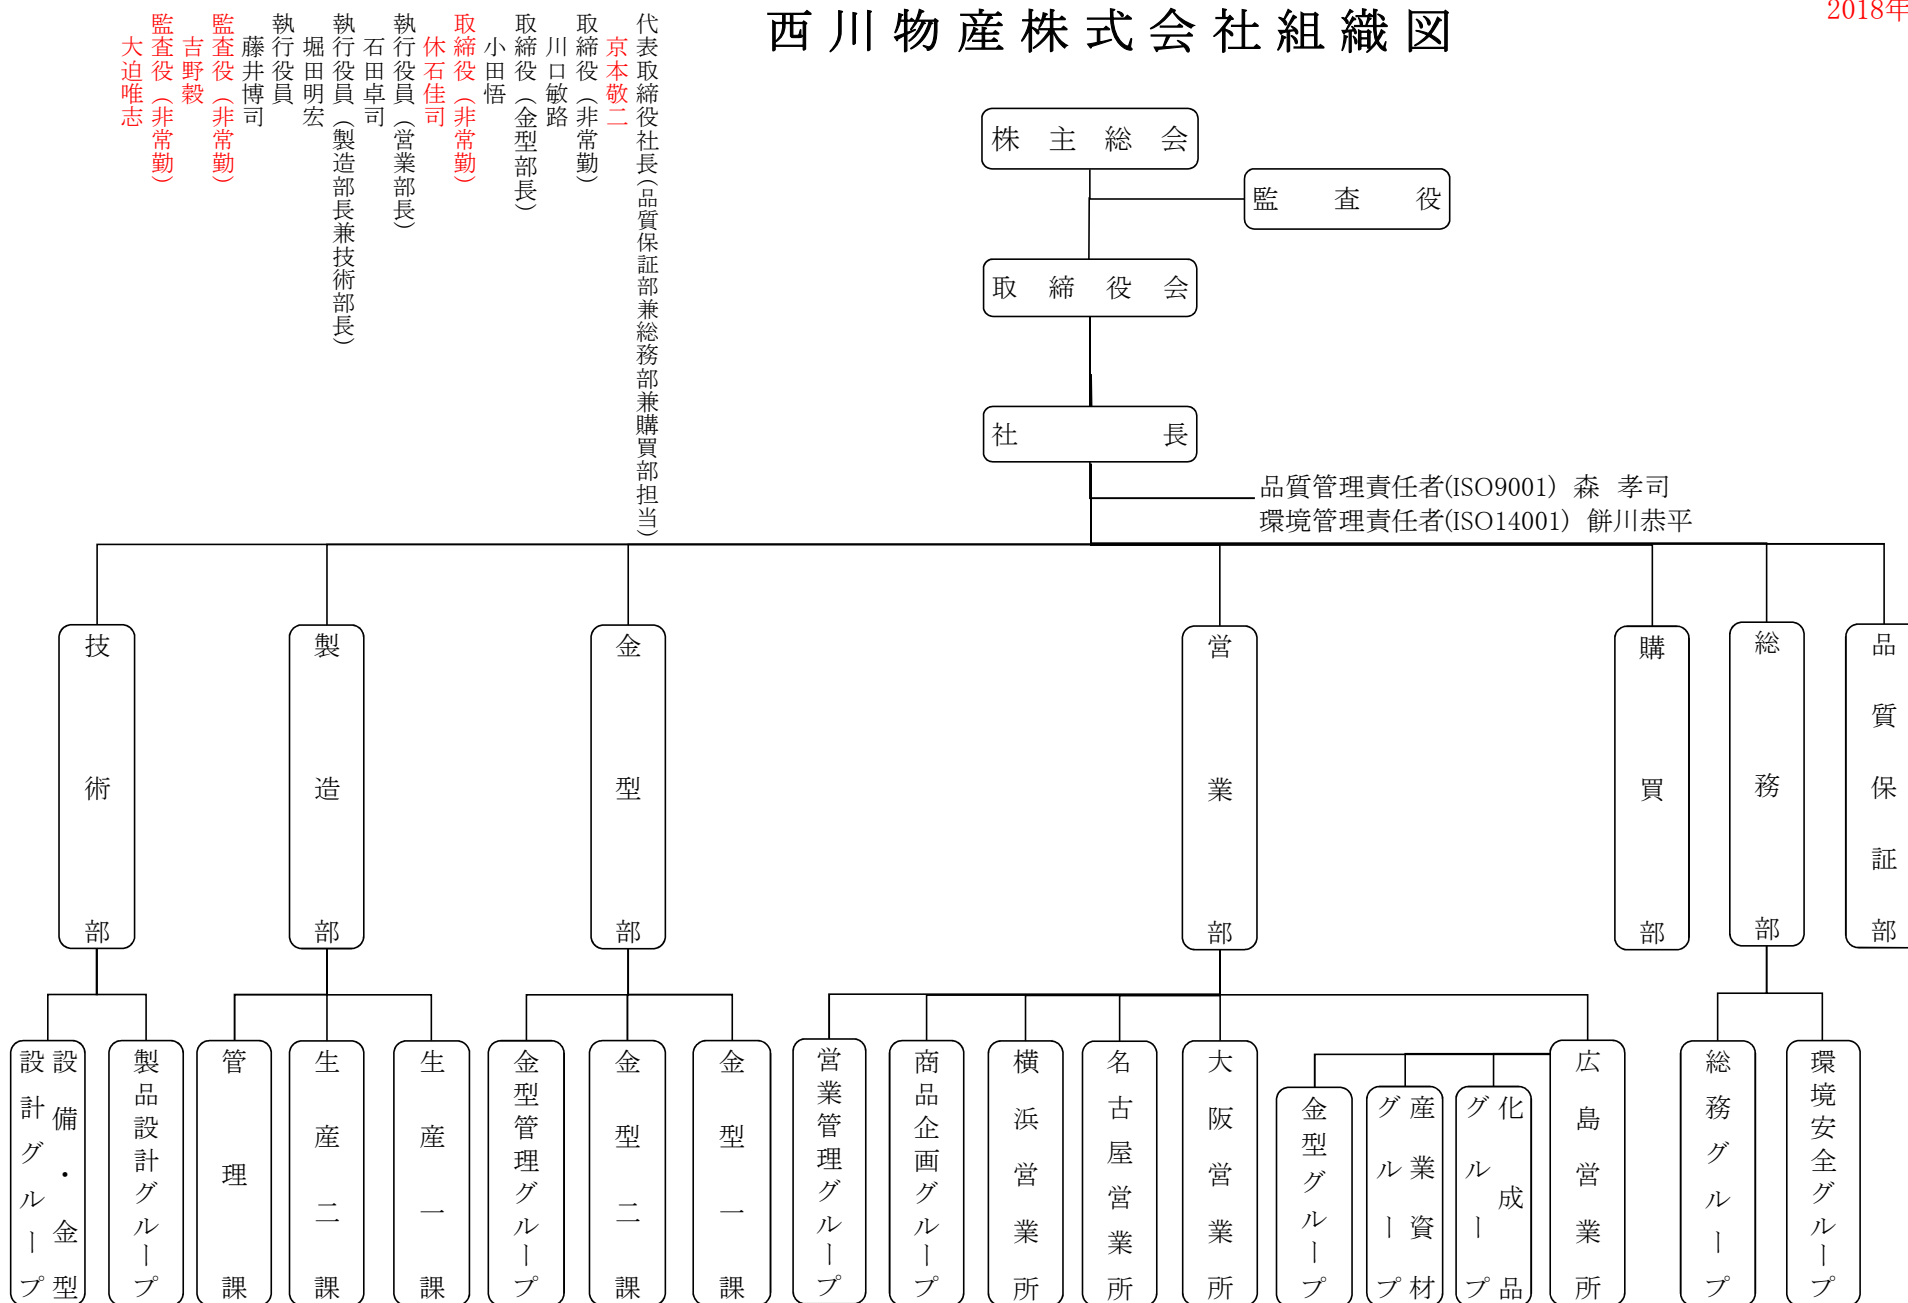 西川物産株式会社組織図
2018年
代表取締役社長(品質保証部兼総務部兼購買部担当)
京本敬二
取締役(非常勤)
川口敏路
取締役(金型部長)
小田悟
取締役(非常勤)
休石佳司
執行役員(営業部長)
石田卓司
執行役員(製造部長兼技術部長)
堀田明宏
執行役員
藤井博司
監査役(非常勤)
吉野毅
監査役(非常勤)
大迫唯志
株主総会
監査役
取締役会
社長
品質管理責任者(ISO9001) 森 孝司
環境管理責任者(ISO14001) 餅川恭平
技術部
製造部
金型部
営業部
購買部
総務部
品質保証部
設備・金型
設計グループ
製品設計グループ
管理課
生産二課
生産一課
金型管理グループ
金型二課
金型一課
営業管理グループ
商品企画グループ
横浜営業所
名古屋営業所
大阪営業所
金型グループ
産業資材
グループ
化成品
グループ
広島営業所
総務グループ
環境安全グループ